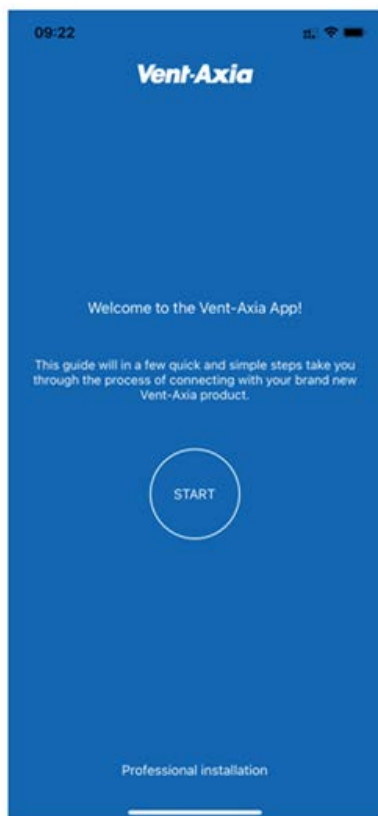 09:22
Vent-Axia
Welcome to the Vent-Axia App!
This guide will in a few quick and simple steps take you
through the process of connecting with your brand new
Vent-Axia product.
START
Professional installation